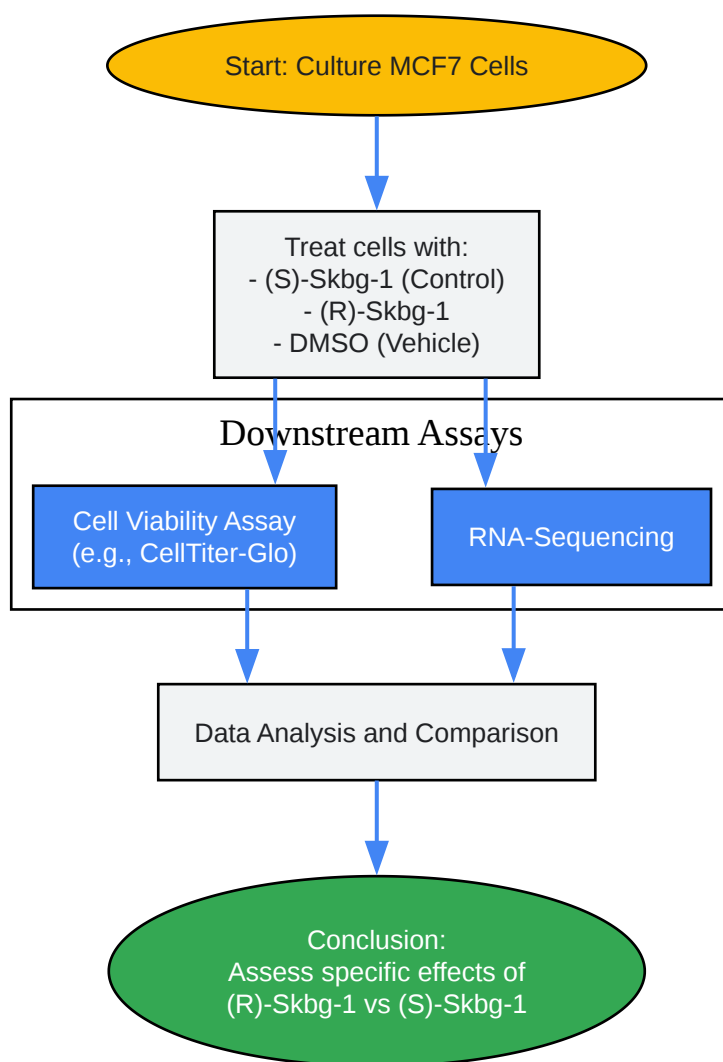 Start: Culture MCF7 Cells
Treat cells with:
- (S)-Skbg-1 (Control)
- (R)-Skbg-1
- DMSO (Vehicle)
Downstream Assays
Cell Viability Assay
(e.g., CellTiter-Glo)
RNA-Sequencing
Data Analysis and Comparison
Conclusion:
Assess specific effects of
(R)-Skbg-1 vs (S)-Skbg-1